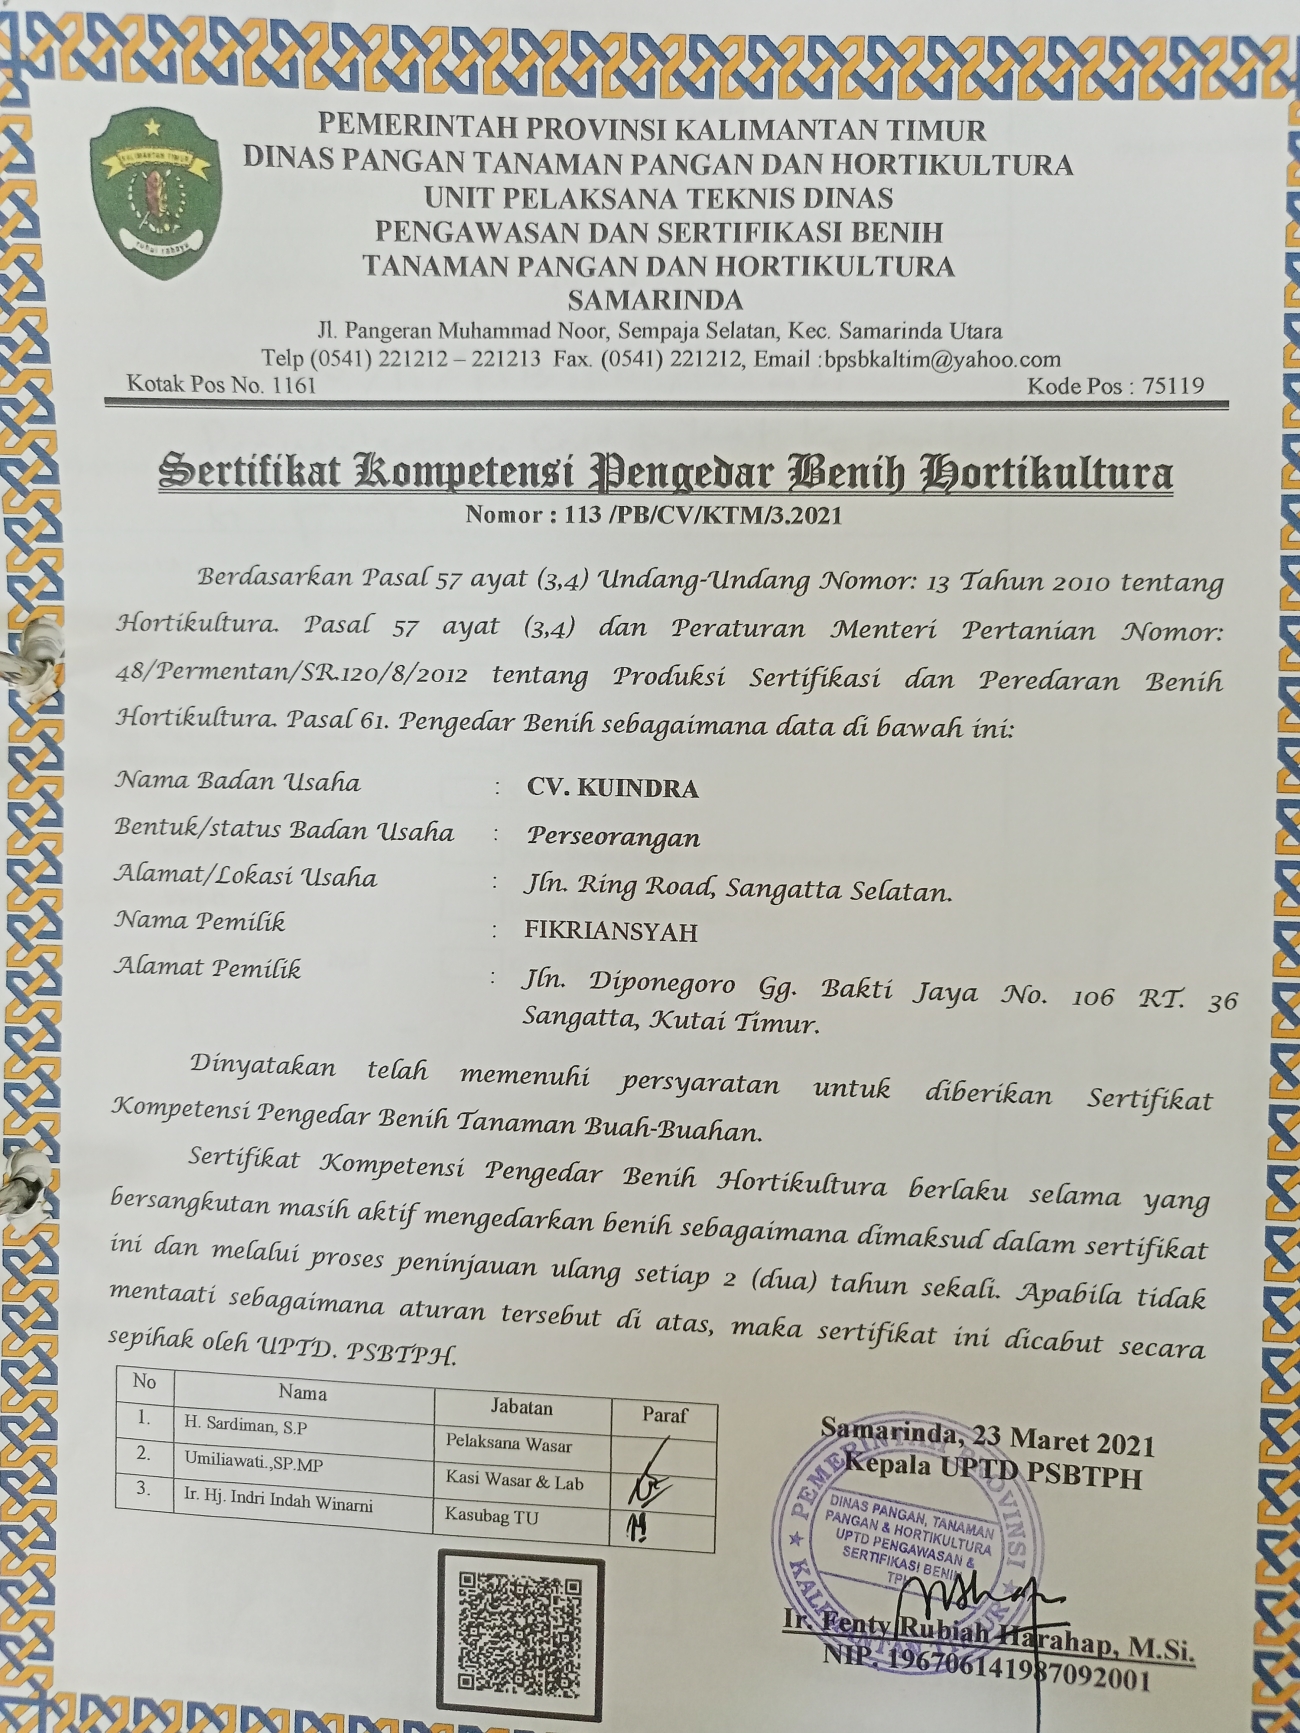 KALIMANTAN TIMUR
ruhui rahayu
PEMERINTAH PROVINSI KALIMANTAN TIMUR
DINAS PANGAN TANAMAN PANGAN DAN HORTIKULTURA
UNIT PELAKSANA TEKNIS DINAS
PENGAWASAN DAN SERTIFIKASI BENIH
TANAMAN PANGAN DAN HORTIKULTURA
SAMARINDA
Jl. Pangeran Muhammad Noor, Sempaja Selatan, Kec. Samarinda Utara
Telp (0541) 221212 – 221213 Fax. (0541) 221212, Email :bpsbkaltim@yahoo.com
Kotak Pos No. 1161 Kode Pos : 75119
Sertifikat Kompetensi Pengedar Benih Hortikultura
Nomor : 113 /PB/CV/KTM/3.2021
Berdasarkan Pasal 57 ayat (3,4) Undang-Undang Nomor: 13 Tahun 2010 tentang
Hortikultura. Pasal 57 ayat (3,4) dan Peraturan Menteri Pertanian Nomor:
48/Permentan/SR.120/8/2012 tentang Produksi Sertifikasi dan Peredaran Benih
Hortikultura. Pasal 61. Pengedar Benih sebagaimana data di bawah ini:
Nama Badan Usaha : CV. KUINDRA
Bentuk/status Badan Usaha : Perseorangan
Alamat/Lokasi Usaha : Jln. Ring Road, Sangatta Selatan.
Nama Pemilik : FIKRIANSYAH
Alamat Pemilik : Jln. Diponegoro Gg. Bakti Jaya No. 106 RT. 36
Sangatta, Kutai Timur.
Dinyatakan telah memenuhi persyaratan untuk diberikan Sertifikat
Kompetensi Pengedar Benih Tanaman Buah-Buahan.
Sertifikat Kompetensi Pengedar Benih Hortikultura berlaku selama yang
bersangkutan masih aktif mengedarkan benih sebagaimana dimaksud dalam sertifikat
ini dan melalui proses peninjauan ulang setiap 2 (dua) tahun sekali. Apabila tidak
mentaati sebagaimana aturan tersebut di atas, maka sertifikat ini dicabut secara
sepihak oleh UPTD. PSBTPH.
No Nama Jabatan Paraf
1. H. Sardiman, S.P Pelaksana Wasar
2. Umiliawati.,SP.MP Kasi Wasar & Lab
3. Ir. Hj. Indri Indah Winarni Kasubag TU
Samarinda, 23 Maret 2021
Kepala UPTD PSBTPH
PEMERINTAH PROVINSI
KALIMANTAN TIMUR
DINAS PANGAN, TANAMAN
PANGAN & HORTIKULTURA
UPTD PENGAWASAN &
SERTIFIKASI BENIH
TPH
Ir. Fenty Rubiah Harahap, M.Si.
NIP. 196706141987092001